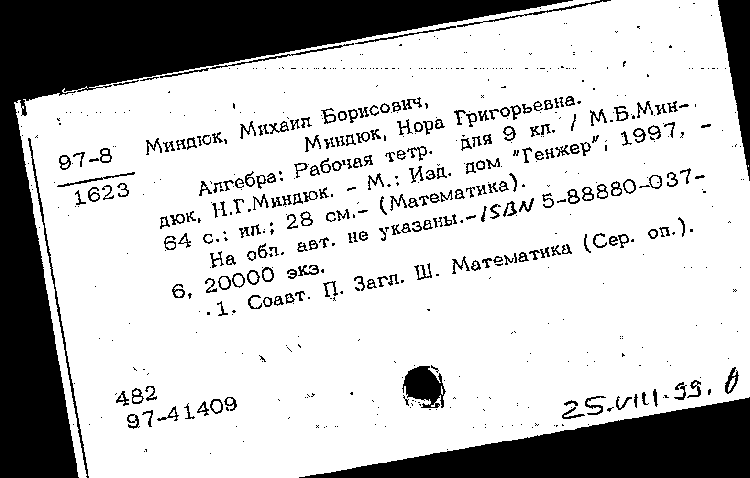 97-8
1623
Миндюк, Михаил Борисович,
Миндюк, Нора Григорьевна.
Алгебра: Рабочая тетр. для 9 кл. / М.Б.Мин-
дюк, Н.Г.Миндюк. - М.: Изд. дом "Генжер", 1997, -
64 с.: ил.; 28 см.- (Математика).
На обл. авт. не указаны.-ISBN 5-88880-037-
6, 20000 экз.
1. Соавт. П. Загл. Ш. Математика (Сер. оп.).
482
97-41409
25.VIII.99.